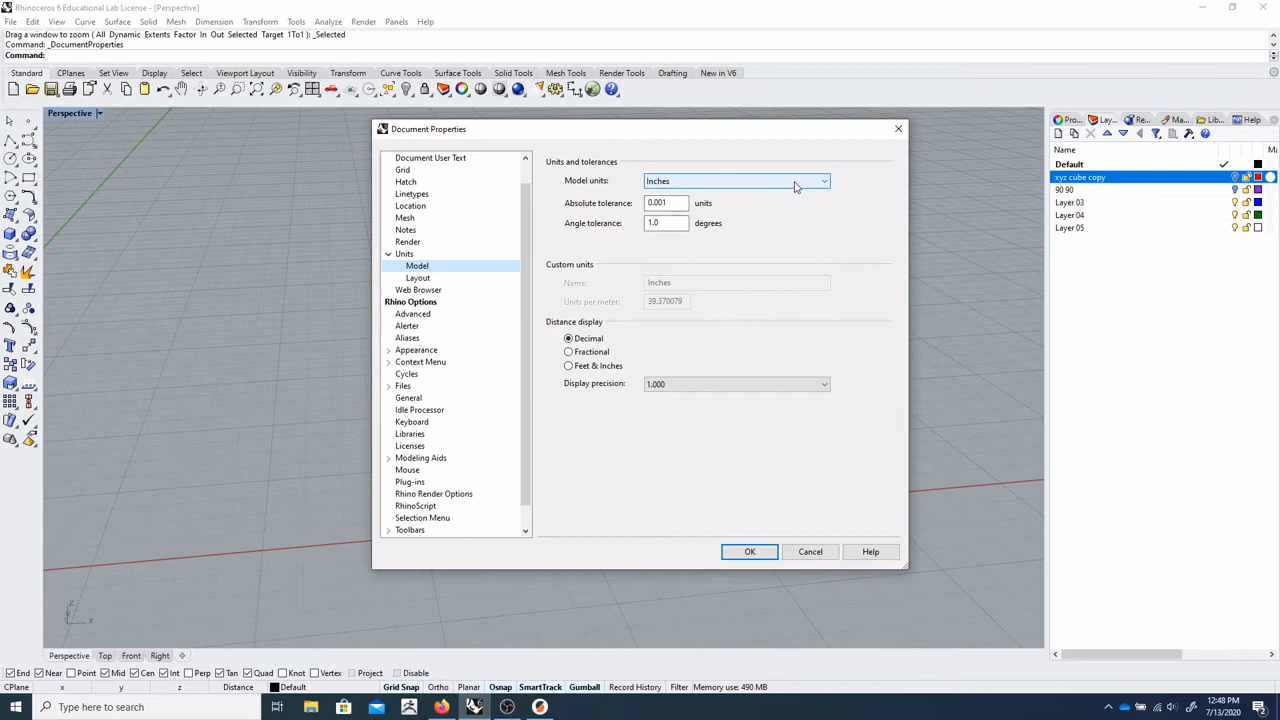 Rhinoceros 6 Educational Lab License - [Perspective]
File Edit View Curve Surface Solid Mesh Dimension Transform Tools Analyze Render Panels Help
Drag a window to zoom ( All Dynamic Extents Factor In Out Selected Target 1To1 ): _Selected
Command: _DocumentProperties
Command:
Standard CPlanes Set View Display Select Viewport Layout Visibility Transform Curve Tools Surface Tools Solid Tools Mesh Tools Render Tools Drafting New in V6
Perspective
Document Properties
Document User Text
Grid
Hatch
Linetypes
Location
Mesh
Notes
Render
Units
Model
Layout
Web Browser
Rhino Options
Advanced
Alerter
Aliases
Appearance
Context Menu
Cycles
Files
General
Idle Processor
Keyboard
Libraries
Licenses
Modeling Aids
Mouse
Plug-ins
Rhino Render Options
RhinoScript
Selection Menu
Toolbars
Units and tolerances
Model units: Inches
Absolute tolerance: 0.001 units
Angle tolerance: 1.0 degrees
Custom units
Name: Inches
Units per meter: 39.370079
Distance display
Decimal
Fractional
Feet & Inches
Display precision: 1.000
OK Cancel Help
Pro... Lay... Re... Ma... Lib... Help
Name
Default
xyz cube copy
90 90
Layer 03
Layer 04
Layer 05
z
x
Perspective Top Front Right
End Near Point Mid Cen Int Perp Tan Quad Knot Vertex Project Disable
CPlane x y z Distance Default Grid Snap Ortho Planar Osnap SmartTrack Gumball Record History Filter Memory use: 490 MB
Type here to search
12:48 PM
7/13/2020
2